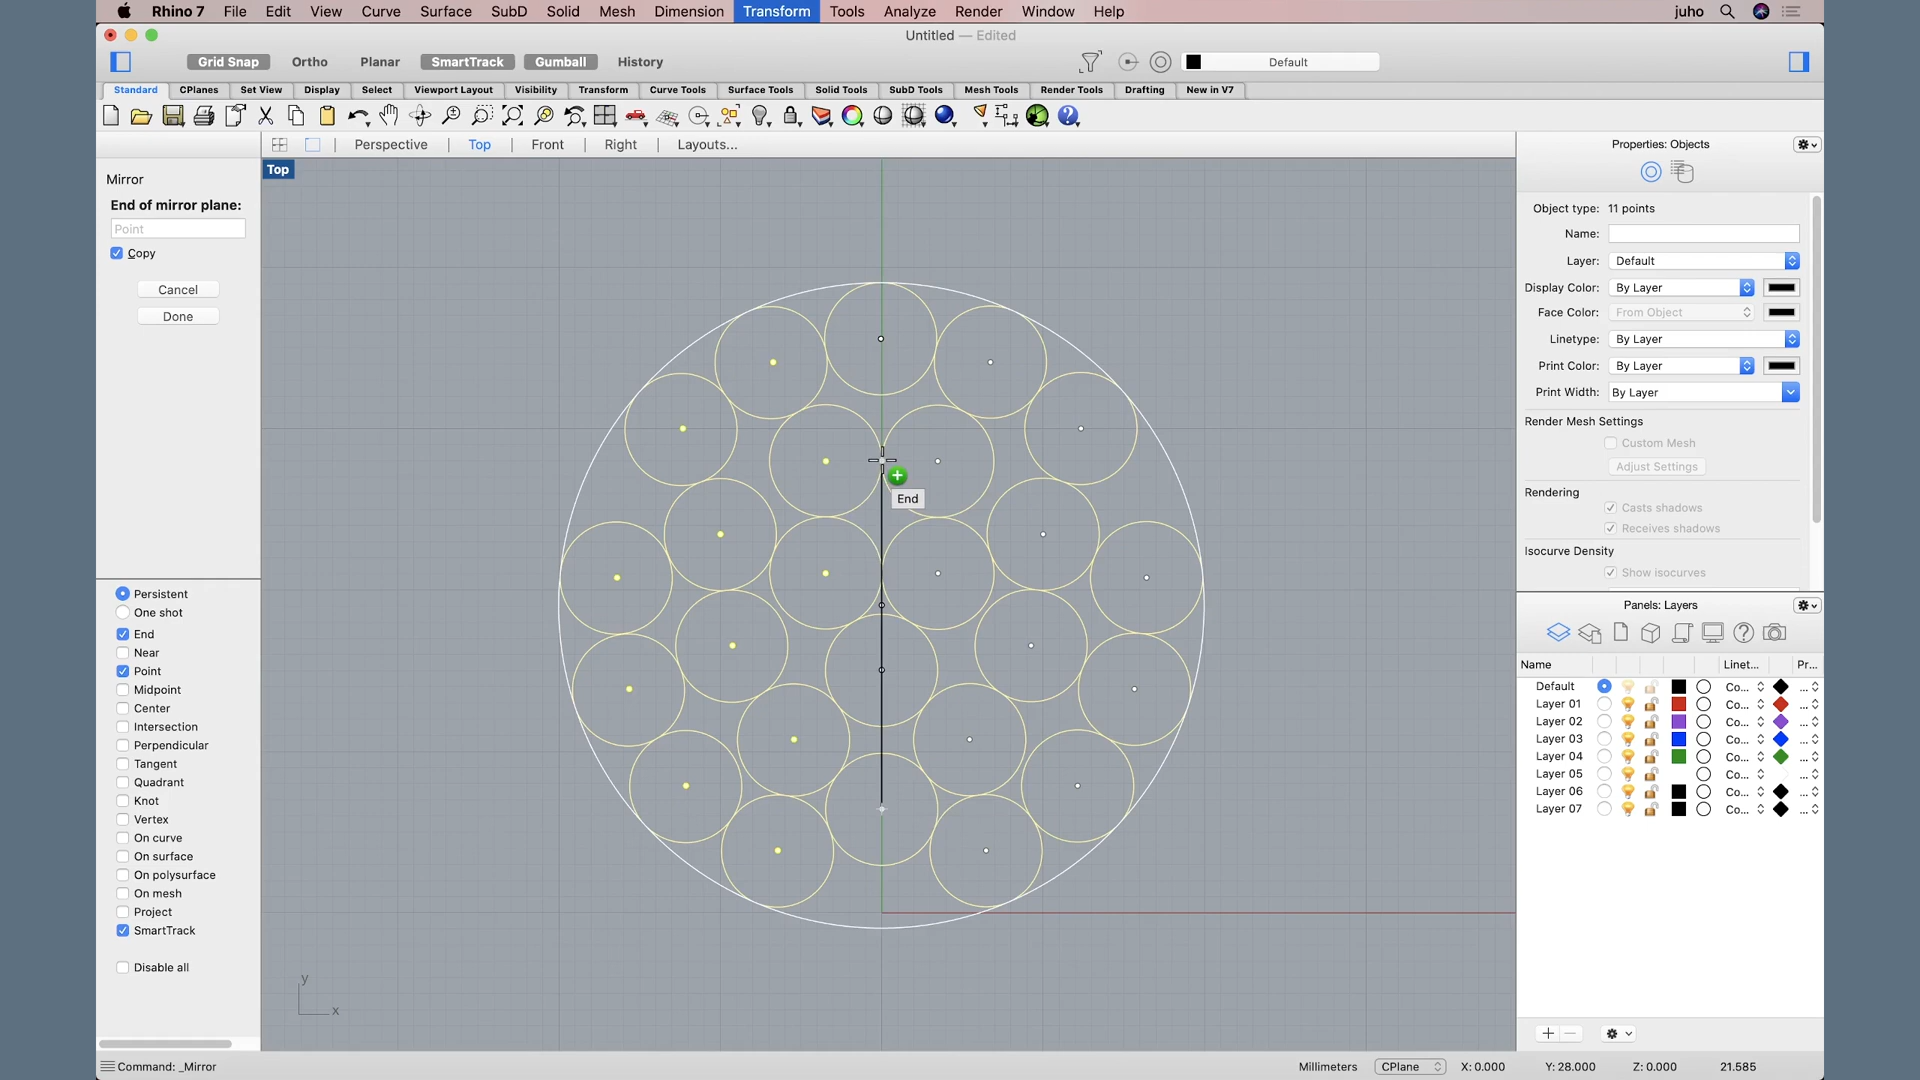 Rhino 7 File Edit View Curve Surface SubD Solid Mesh Dimension Transform Tools Analyze Render Window Help juho
Untitled — Edited
Grid Snap Ortho Planar SmartTrack Gumball History Default
Standard CPlanes Set View Display Select Viewport Layout Visibility Transform Curve Tools Surface Tools Solid Tools SubD Tools Mesh Tools Render Tools Drafting New in V7
Perspective Top Front Right Layouts...
Top
Mirror
End of mirror plane:
Point
Copy
Cancel
Done
Persistent
One shot
End
Near
Point
Midpoint
Center
Intersection
Perpendicular
Tangent
Quadrant
Knot
Vertex
On curve
On surface
On polysurface
On mesh
Project
SmartTrack
Disable all
End
y
x
Properties: Objects
Object type: 11 points
Name:
Layer: Default
Display Color: By Layer
Face Color: From Object
Linetype: By Layer
Print Color: By Layer
Print Width: By Layer
Render Mesh Settings
Custom Mesh
Adjust Settings
Rendering
Casts shadows
Receives shadows
Isocurve Density
Show isocurves
Panels: Layers
Name Linet... Pr...
Default Co... ...
Layer 01 Co... ...
Layer 02 Co... ...
Layer 03 Co... ...
Layer 04 Co... ...
Layer 05 Co... ...
Layer 06 Co... ...
Layer 07 Co... ...
Command: _Mirror Millimeters CPlane X: 0.000 Y: 28.000 Z: 0.000 21.585